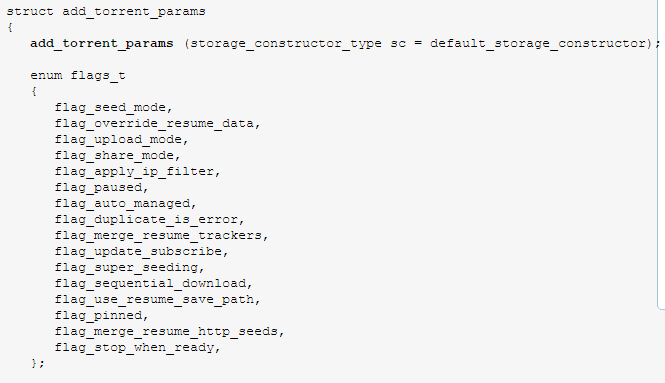 struct add_torrent_params
{
   add_torrent_params (storage_constructor_type sc = default_storage_constructor);

   enum flags_t
   {
      flag_seed_mode,
      flag_override_resume_data,
      flag_upload_mode,
      flag_share_mode,
      flag_apply_ip_filter,
      flag_paused,
      flag_auto_managed,
      flag_duplicate_is_error,
      flag_merge_resume_trackers,
      flag_update_subscribe,
      flag_super_seeding,
      flag_sequential_download,
      flag_use_resume_save_path,
      flag_pinned,
      flag_merge_resume_http_seeds,
      flag_stop_when_ready,
   };